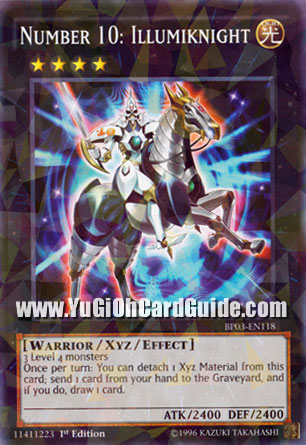 NUMBER 10: ILLUMIKNIGHT
光
www.YuGiOhCardGuide.com
BP03-EN118
[WARRIOR / XYZ / EFFECT]
3 Level 4 monsters
Once per turn: You can detach 1 Xyz Material from this
card; send 1 card from your hand to the Graveyard, and
if you do, draw 1 card.
ATK/2400 DEF/2400
11411223 1st Edition ©1996 KAZUKI TAKAHASHI